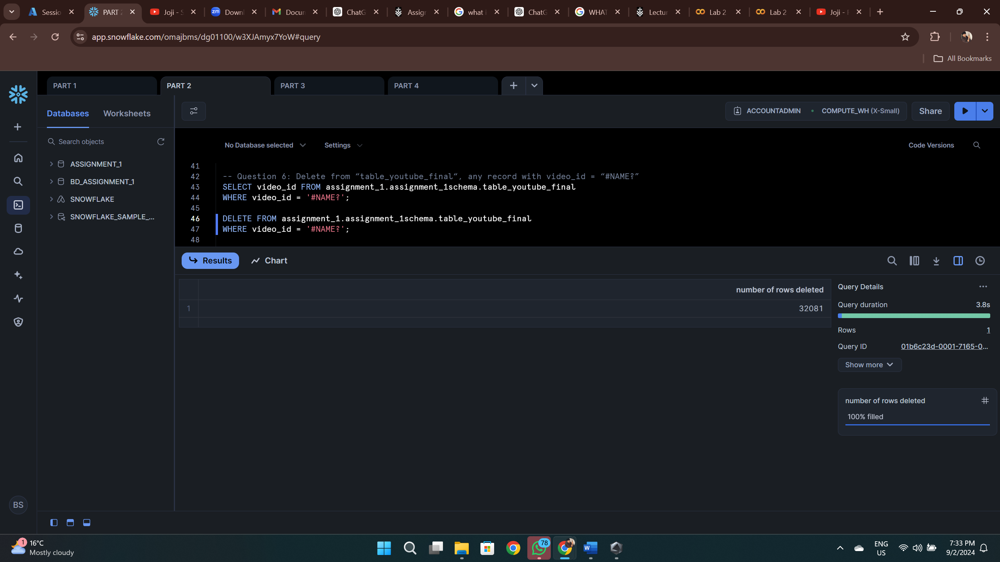 Sessio
PART 2
Joji - S
Downl
Docum
ChatG
Assign
what i
ChatG
WHAT
Lectur
Lab 2
Lab 2
Joji -
app.snowflake.com/omajbms/dg01100/w3XJAmyx7YoW#query
All Bookmarks
PART 1
PART 2
PART 3
PART 4
Databases
Worksheets
ACCOUNTADMIN
COMPUTE_WH (X-Small)
Share
Search objects
No Database selected
Settings
Code Versions
ASSIGNMENT_1
BD_ASSIGNMENT_1
SNOWFLAKE
SNOWFLAKE_SAMPLE_...
41
42 -- Question 6: Delete from “table_youtube_final“, any record with video_id = “#NAME?”
43 SELECT video_id FROM assignment_1.assignment_1schema.table_youtube_final
44 WHERE video_id = '#NAME?';
45
46 DELETE FROM assignment_1.assignment_1schema.table_youtube_final
47 WHERE video_id = '#NAME?';
48
Results
Chart
number of rows deleted
1 32081
Query Details
Query duration 3.8s
Rows 1
Query ID 01b6c23d-0001-7165-0...
Show more
number of rows deleted
100% filled
BS
1
16°C
Mostly cloudy
78
ENG
US
7:33 PM
9/2/2024